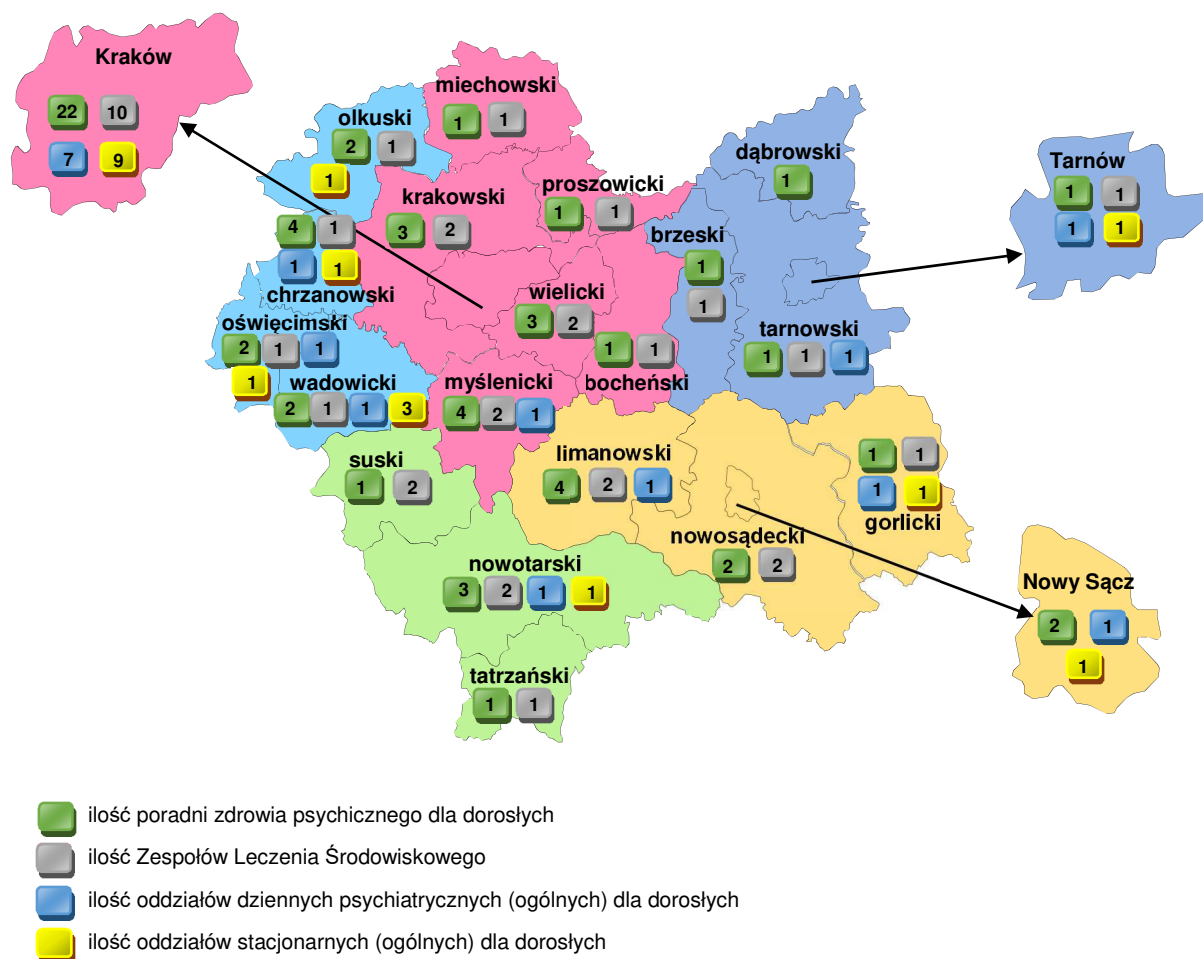 Kraków
22 10
7 9
miechowski
1 1
olkuski
2 1
1
dąbrowski
1
Tarnów
1 1
1 1
krakowski
3 2
proszowicki
1 1
brzeski
1
1
4 1
1 1
chrzanowski
wielicki
3 2
oświęcimski
2 1 1
1
tarnowski
1 1 1
1 1
bocheński
wadowicki
2 1 1 3
myślenicki
4 2 1
suski
1 2
limanowski
4 2 1
1 1
1 1
gorlicki
nowosądecki
2 2
nowotarski
3 2 1 1
Nowy Sącz
2 1
1
tatrzański
1 1
ilość poradni zdrowia psychicznego dla dorosłych
ilość Zespołów Leczenia Środowiskowego
ilość oddziałów dziennych psychiatrycznych (ogólnych) dla dorosłych
ilość oddziałów stacjonarnych (ogólnych) dla dorosłych